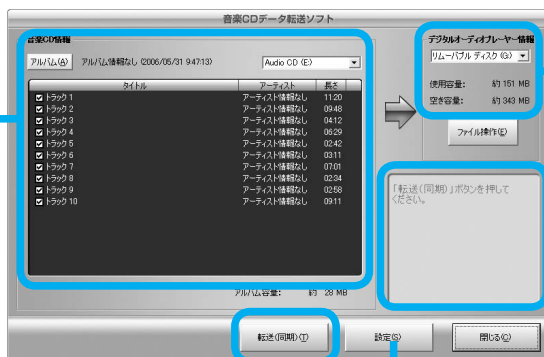 音楽CDデータ転送ソフト
音楽CD情報
アルバム(A) アルバム情報なし (2006/05/31 9:47:13) Audio CD (E:)
タイトル アーティスト 長さ
トラック 1 アーティスト情報なし 11:20
トラック 2 アーティスト情報なし 09:48
トラック 3 アーティスト情報なし 04:12
トラック 4 アーティスト情報なし 06:29
トラック 5 アーティスト情報なし 02:42
トラック 6 アーティスト情報なし 03:11
トラック 7 アーティスト情報なし 07:01
トラック 8 アーティスト情報なし 02:34
トラック 9 アーティスト情報なし 02:58
トラック 10 アーティスト情報なし 09:11
アルバム容量: 約 28 MB
デジタルオーディオプレーヤー情報
リムーバブル ディスク (G:)
使用容量: 約 151 MB
空き容量: 約 343 MB
ファイル操作(F)
「転送(同期)」ボタンを押して
ください。
転送(同期)(T) 設定(S) 閉じる(C)